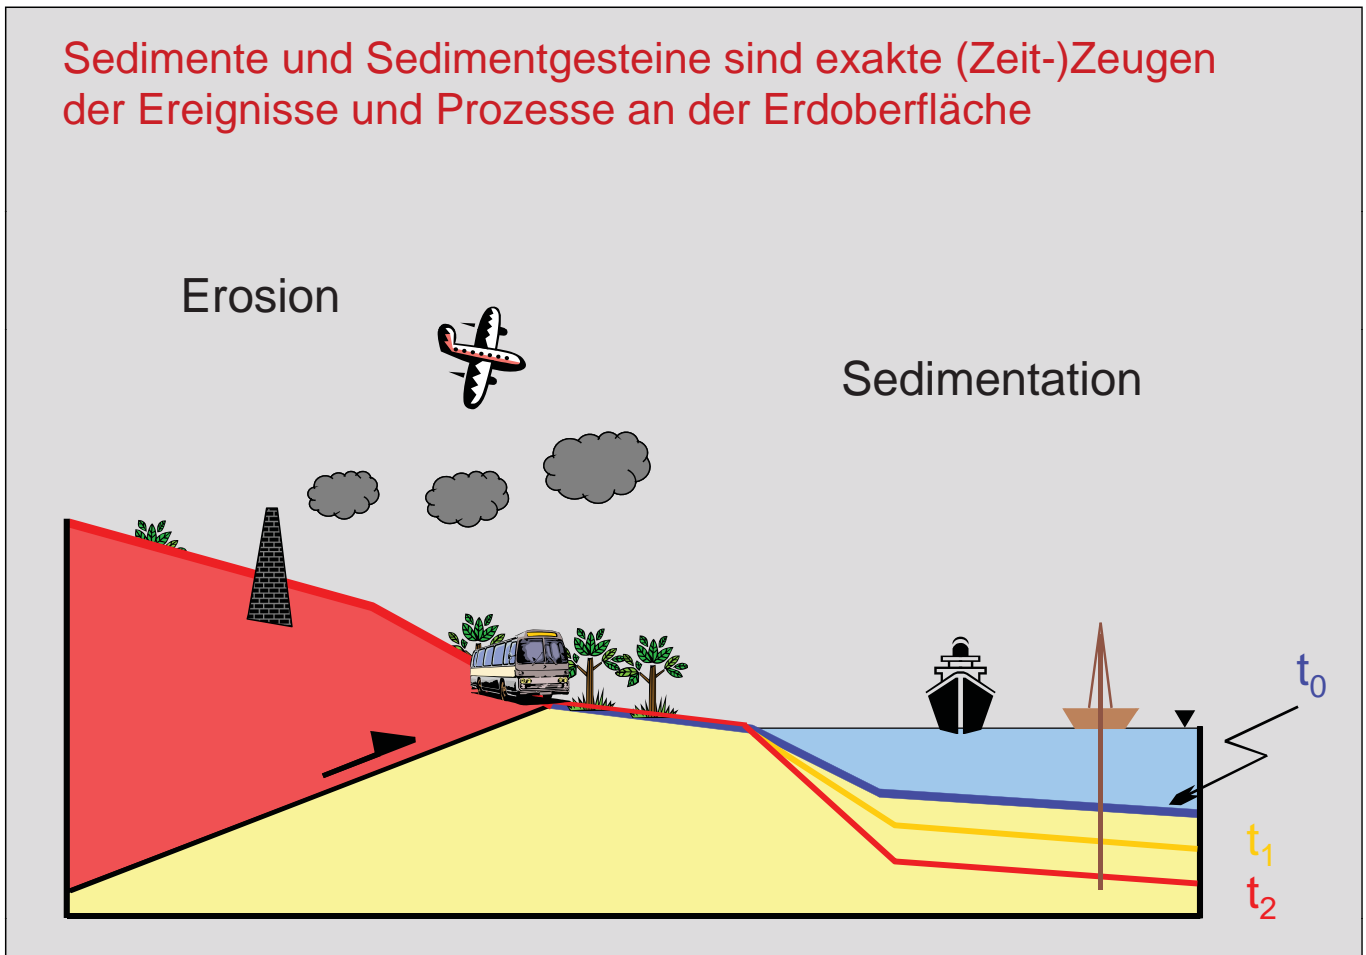 Sedimente und Sedimentgesteine sind exakte (Zeit-)Zeugen
der Ereignisse und Prozesse an der Erdoberfläche
Erosion
Sedimentation
t0
t1
t2